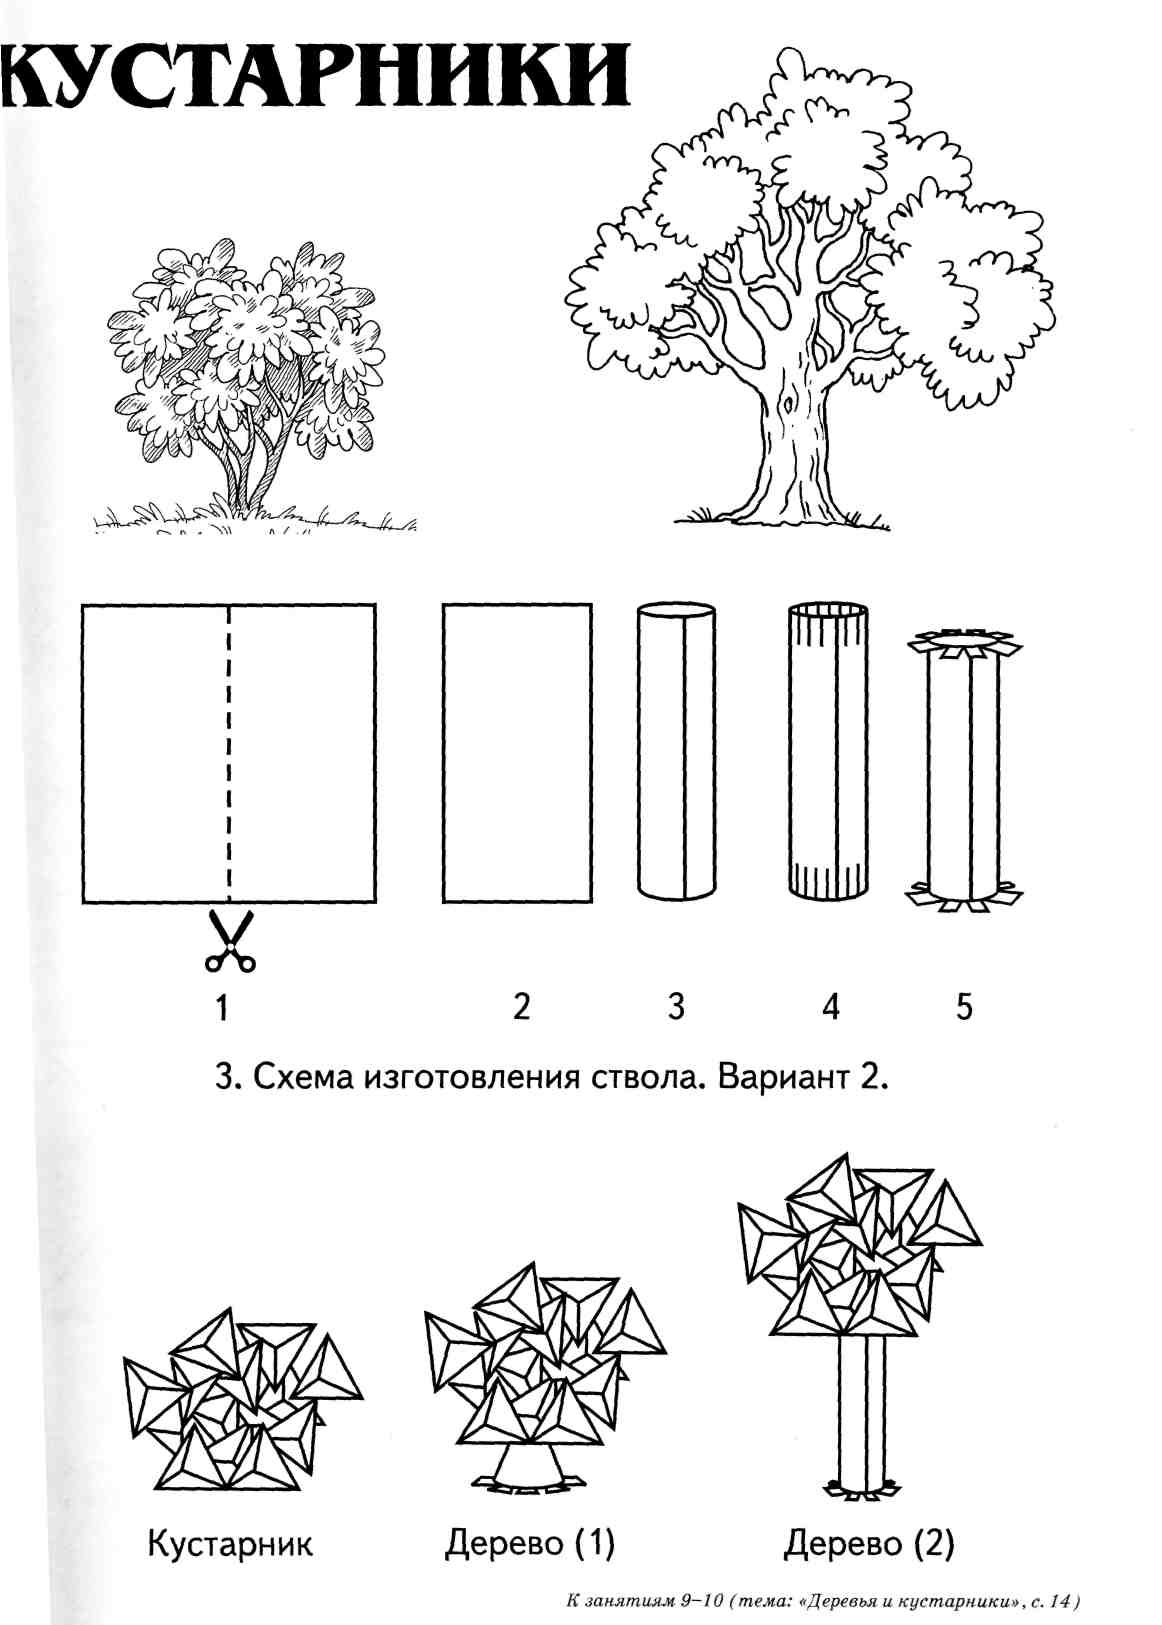 КУСТАРНИКИ
1 2 3 4 5
3. Схема изготовления ствола. Вариант 2.
Кустарник Дерево (1) Дерево (2)
К занятиям 9–10 (тема: «Деревья и кустарники», с. 14)